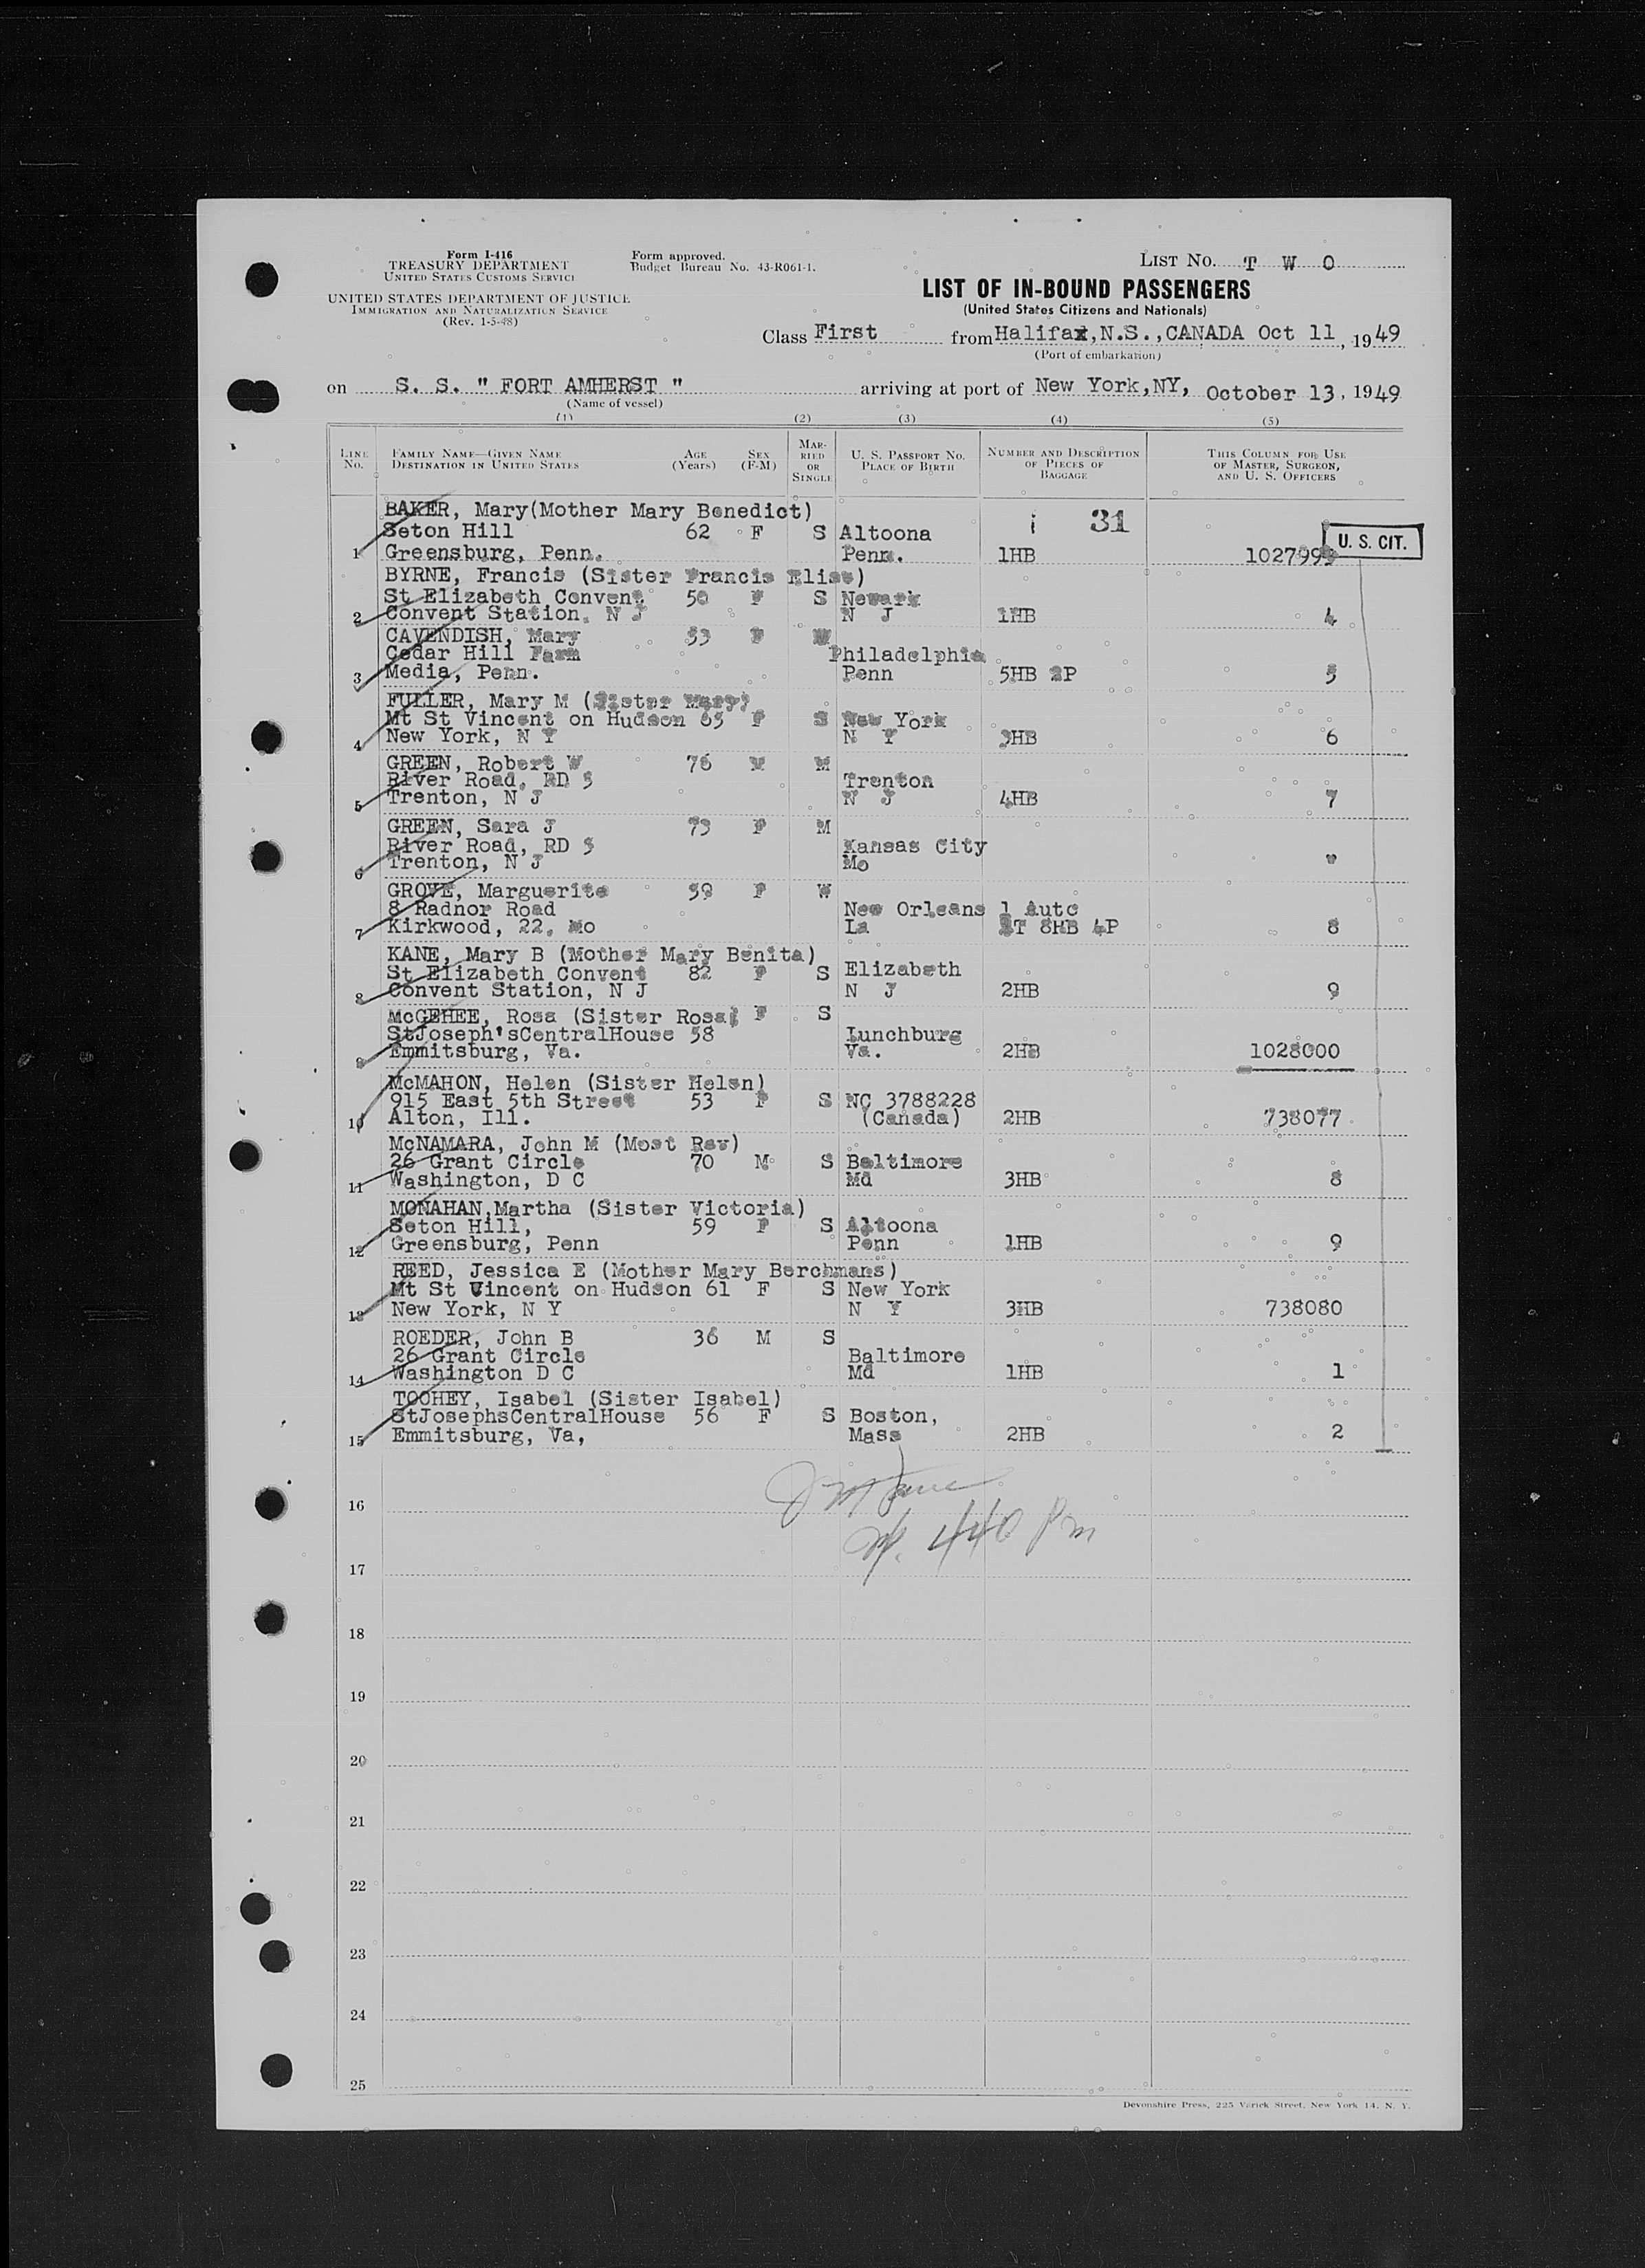 Form I-416
TREASURY DEPARTMENT
UNITED STATES CUSTOMS SERVICE
UNITED STATES DEPARTMENT OF JUSTICE
IMMIGRATION AND NATURALIZATION SERVICE
(Rev. 1-5-48)
Form approved.
Budget Bureau No. 43-R061-1.
LIST NO. T W O
LIST OF IN-BOUND PASSENGERS
(United States Citizens and Nationals)
Class First from Halifax,N.S.,CANADA Oct 11, 1949
(Port of embarkation)
on S. S. " FORT AMHERST " arriving at port of New York,NY, October 13, 1949
(Name of vessel)
(1) (2) (3) (4) (5)
LINE NO.
FAMILY NAME—GIVEN NAME
DESTINATION IN UNITED STATES
AGE (Years)
SEX (F-M)
MARRIED OR SINGLE
U. S. PASSPORT NO.
PLACE OF BIRTH
NUMBER AND DESCRIPTION OF PIECES OF BAGGAGE
THIS COLUMN FOR USE OF MASTER, SURGEON, AND U. S. OFFICERS
BAKER, Mary(Mother Mary Benedict)
Seton Hill 62 F S Altoona 31 U. S. CIT.
1 Greensburg, Penn. Penn. 1HB 1027993
BYRNE, Francis (Sister Francis Elise)
St Elizabeth Convent 50 F S Newark
2 Convent Station. N J N J 1HB 4
CAVENDISH, Mary 53 F W
Cedar Hill Farm Philadelphia
3 Media, Penn. Penn 5HB 2P 5
FULLER, Mary M (Sister Mary)
Mt St Vincent on Hudson 65 F S New York
4 New York, N Y N Y 3HB 6
GREEN, Robert W 76 M M
River Road, RD 3 Trenton
5 Trenton, N J N J 4HB 7
GREEN, Sara J 73 F M
River Road, RD 3 Kansas City
6 Trenton, N J Mo "
GROVE, Marguerite 59 F W
8 Radnor Road New Orleans 1 Auto
7 Kirkwood, 22, Mo La 2T 8HB 4P 8
KANE, Mary B (Mother Mary Benita)
St Elizabeth Convent 82 F S Elizabeth
8 Convent Station, N J N J 2HB 9
McGEHEE, Rosa (Sister Rosa) F S
StJoseph'sCentralHouse 58 Lunchburg
9 Emmitsburg, Va. Va. 2HB 1028000
McMAHON, Helen (Sister Helen)
915 East 5th Street 53 F S NC 3788228
10 Alton, Ill. (Canada) 2HB 738077
McNAMARA, John M (Most Rev)
26 Grant Circle 70 M S Baltimore
11 Washington, D C Md 3HB 8
MONAHAN,Martha (Sister Victoria)
Seton Hill, 59 F S Altoona
12 Greensburg, Penn Penn 1HB 9
REED, Jessica E (Mother Mary Berchmans)
Mt St Vincent on Hudson 61 F S New York
13 New York, N Y N Y 3HB 738080
ROEDER, John B 36 M S
26 Grant Circle Baltimore
14 Washington D C Md 1HB 1
TOOHEY, Isabel (Sister Isabel)
StJosephsCentralHouse 56 F S Boston,
15 Emmitsburg, Va, Mass 2HB 2
16
440 pm
17
18
19
20
21
22
23
24
25
Devonshire Press, 225 Varick Street, New York 14, N. Y.